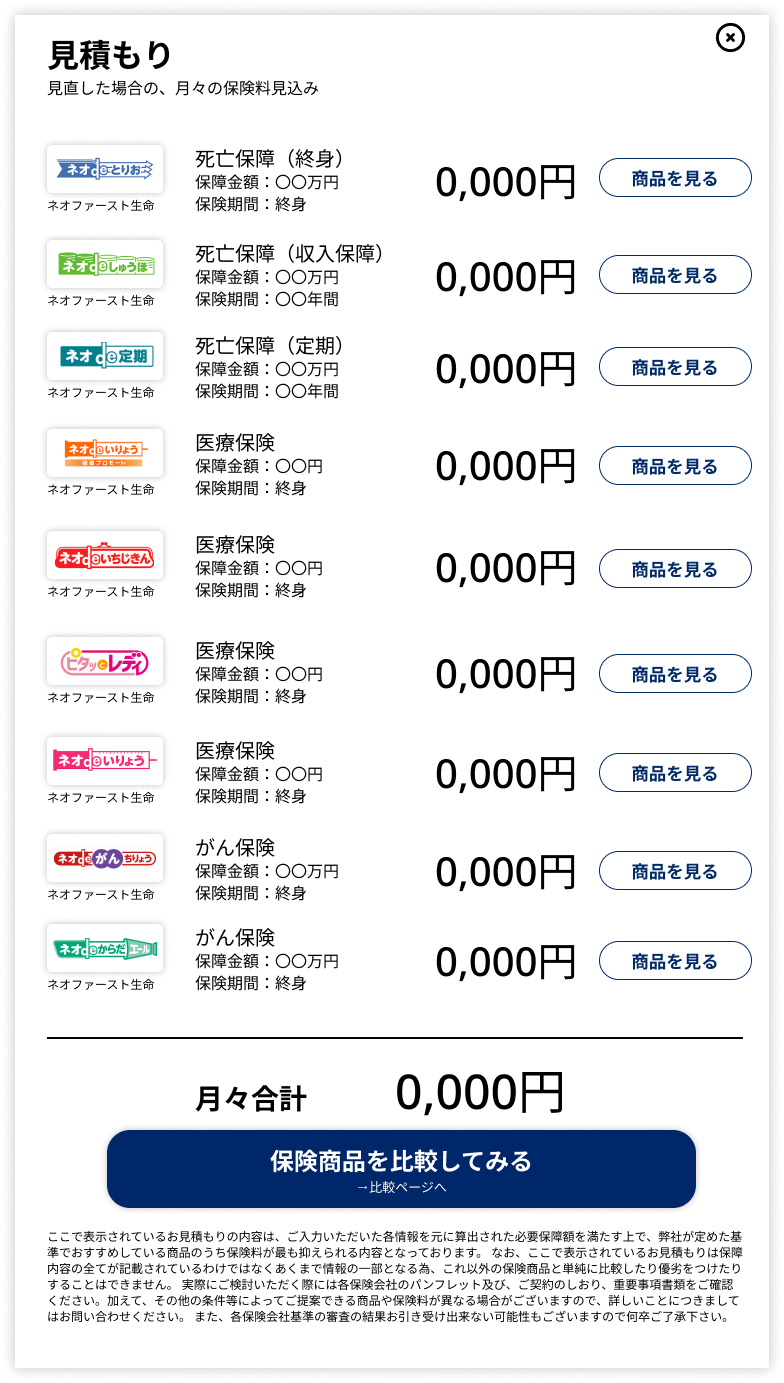 見積もり
見直した場合の、月々の保険料見込み
ネオdeとりお
ネオファースト生命
死亡保障（終身）
保障金額：〇〇万円
保険期間：終身
0,000円
商品を見る
ネオdeしゅうほ
ネオファースト生命
死亡保障（収入保障）
保障金額：〇〇万円
保険期間：〇〇年間
0,000円
商品を見る
ネオde定期
ネオファースト生命
死亡保障（定期）
保障金額：〇〇万円
保険期間：〇〇年間
0,000円
商品を見る
ネオdeいりょう
健康プロモート
ネオファースト生命
医療保険
保障金額：〇〇円
保険期間：終身
0,000円
商品を見る
ネオdeいちじきん
ネオファースト生命
医療保険
保障金額：〇〇円
保険期間：終身
0,000円
商品を見る
ピタッとレディ
ネオファースト生命
医療保険
保障金額：〇〇円
保険期間：終身
0,000円
商品を見る
ネオdeいりょう
ネオファースト生命
医療保険
保障金額：〇〇円
保険期間：終身
0,000円
商品を見る
ネオdeがんちりょう
ネオファースト生命
がん保険
保障金額：〇〇万円
保険期間：終身
0,000円
商品を見る
ネオdeからだエール
ネオファースト生命
がん保険
保障金額：〇〇万円
保険期間：終身
0,000円
商品を見る
月々合計
0,000円
保険商品を比較してみる
→比較ページへ
ここで表示されているお見積もりの内容は、ご入力いただいた各情報を元に算出された必要保障額を満たす上で、弊社が定めた基
準でおすすめしている商品のうち保険料が最も抑えられる内容となっております。 なお、ここで表示されているお見積もりは保障
内容の全てが記載されているわけではなくあくまで情報の一部となる為、これ以外の保険商品と単純に比較したり優劣をつけたり
することはできません。 実際にご検討いただく際には各保険会社のパンフレット及び、ご契約のしおり、重要事項書類をご確認
ください。加えて、その他の条件等によってご提案できる商品や保険料が異なる場合がございますので、詳しいことにつきまして
はお問い合わせください。 また、各保険会社基準の審査の結果お引き受け出来ない可能性もございますので何卒ご了承下さい。